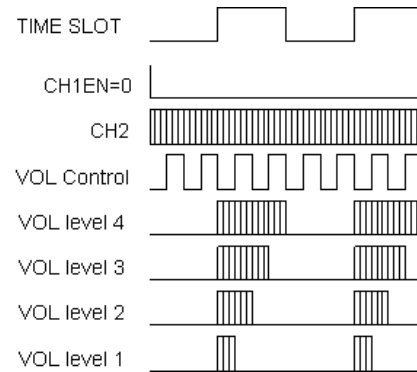 TIME SLOT
CH1EN=0
CH2
VOL Control
VOL level 4
VOL level 3
VOL level 2
VOL level 1